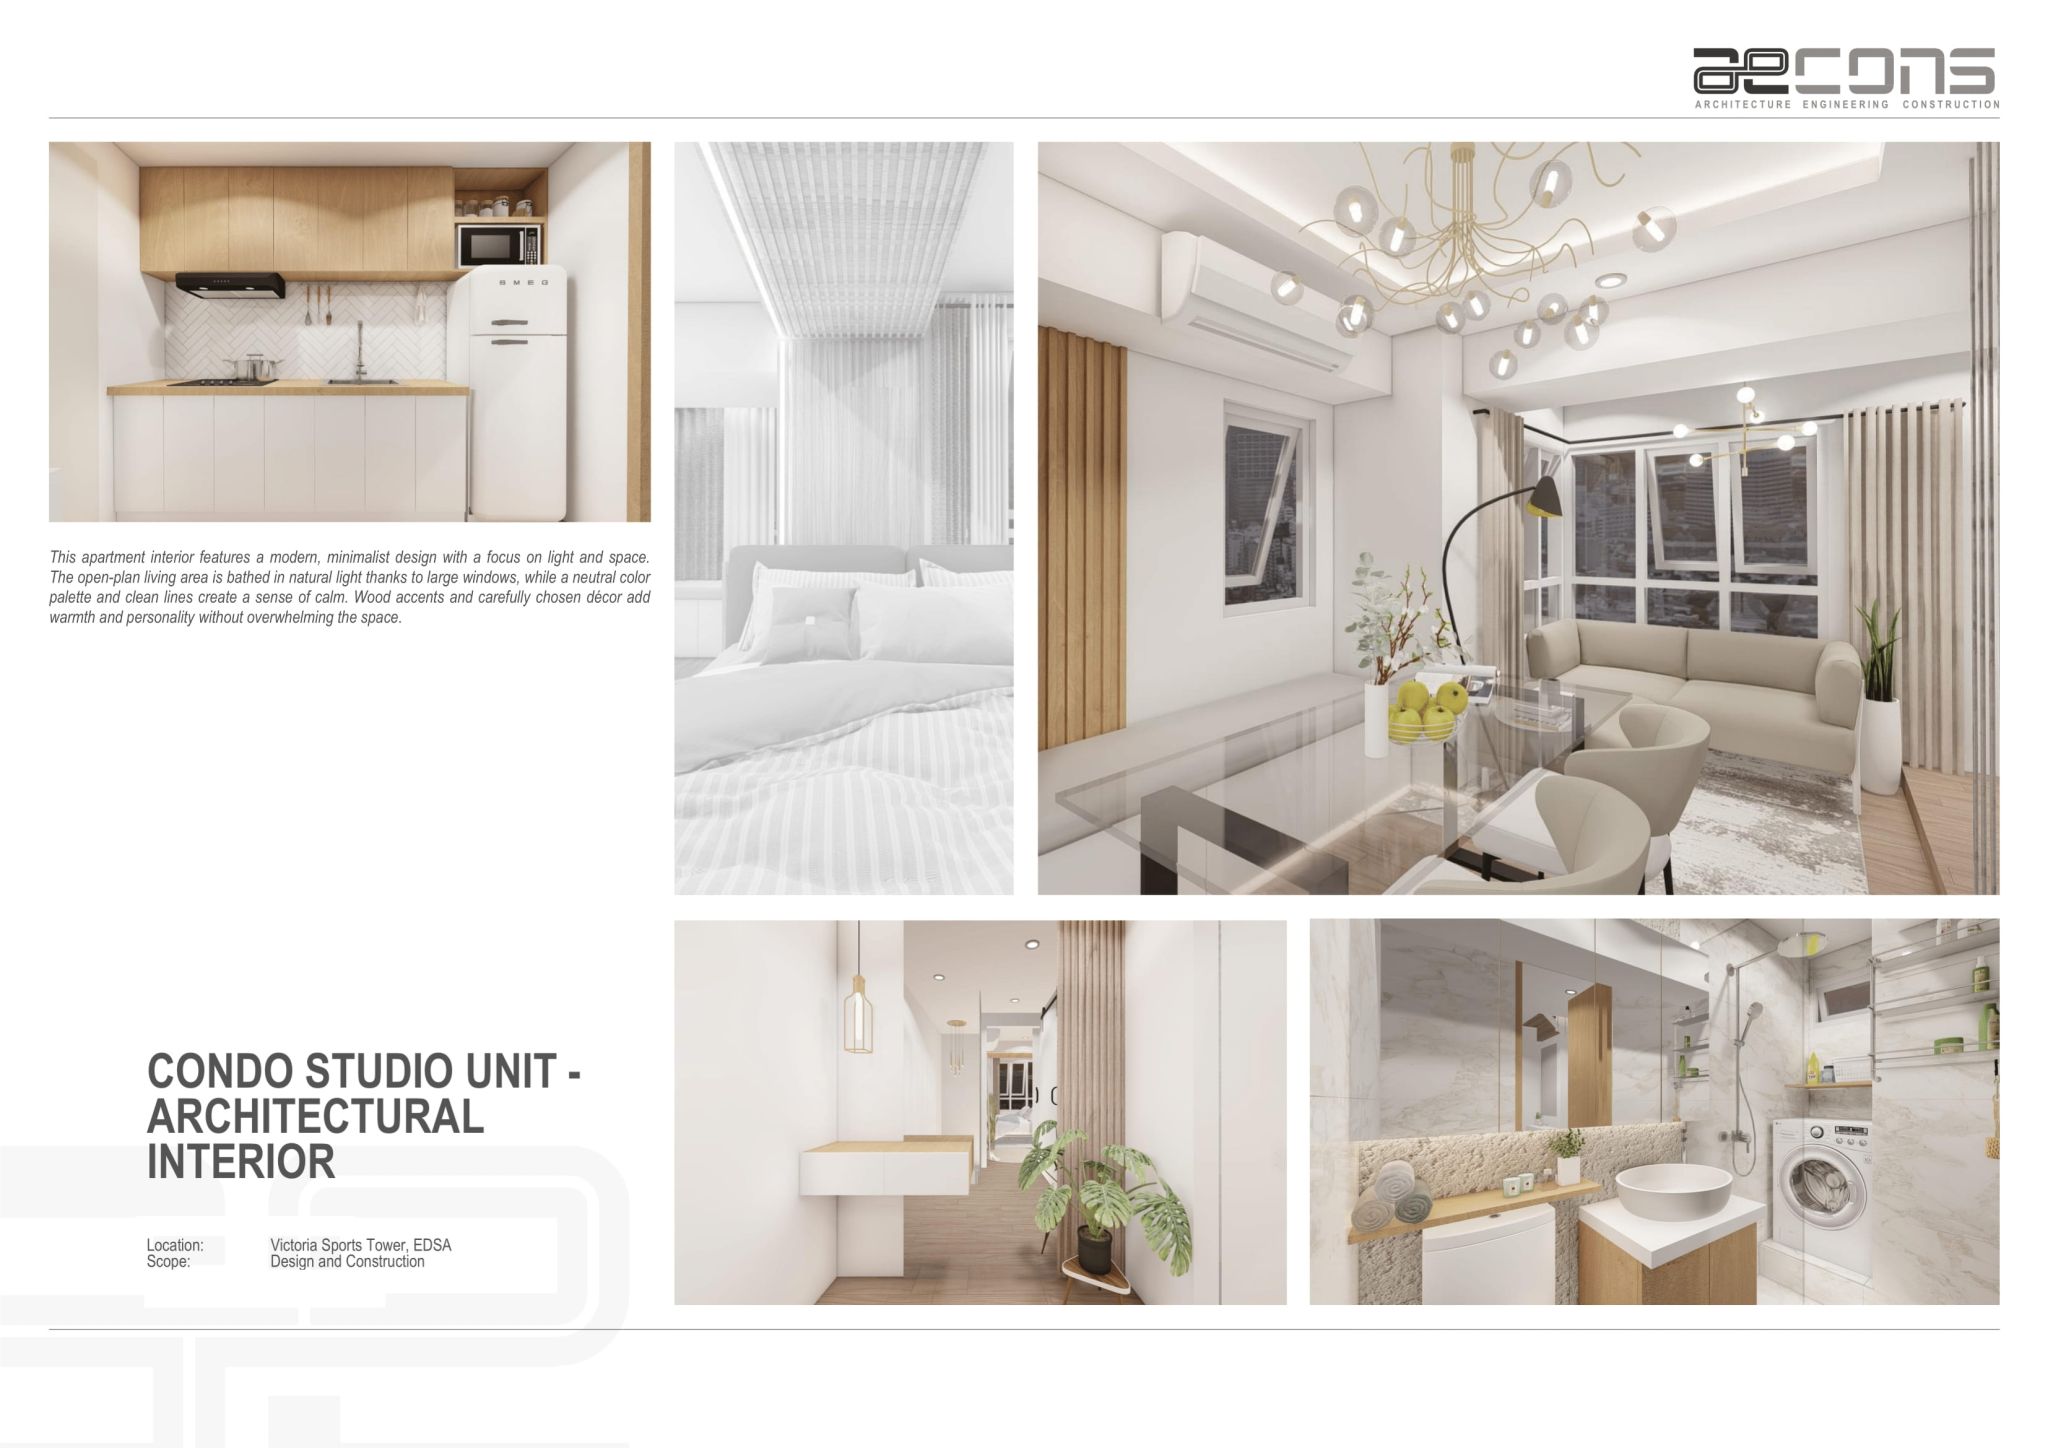 aecons
ARCHITECTURE ENGINEERING CONSTRUCTION
SMEG
This apartment interior features a modern, minimalist design with a focus on light and space.
The open-plan living area is bathed in natural light thanks to large windows, while a neutral color
palette and clean lines create a sense of calm. Wood accents and carefully chosen décor add
warmth and personality without overwhelming the space.
CONDO STUDIO UNIT -
ARCHITECTURAL
INTERIOR
Location: Victoria Sports Tower, EDSA
Scope: Design and Construction